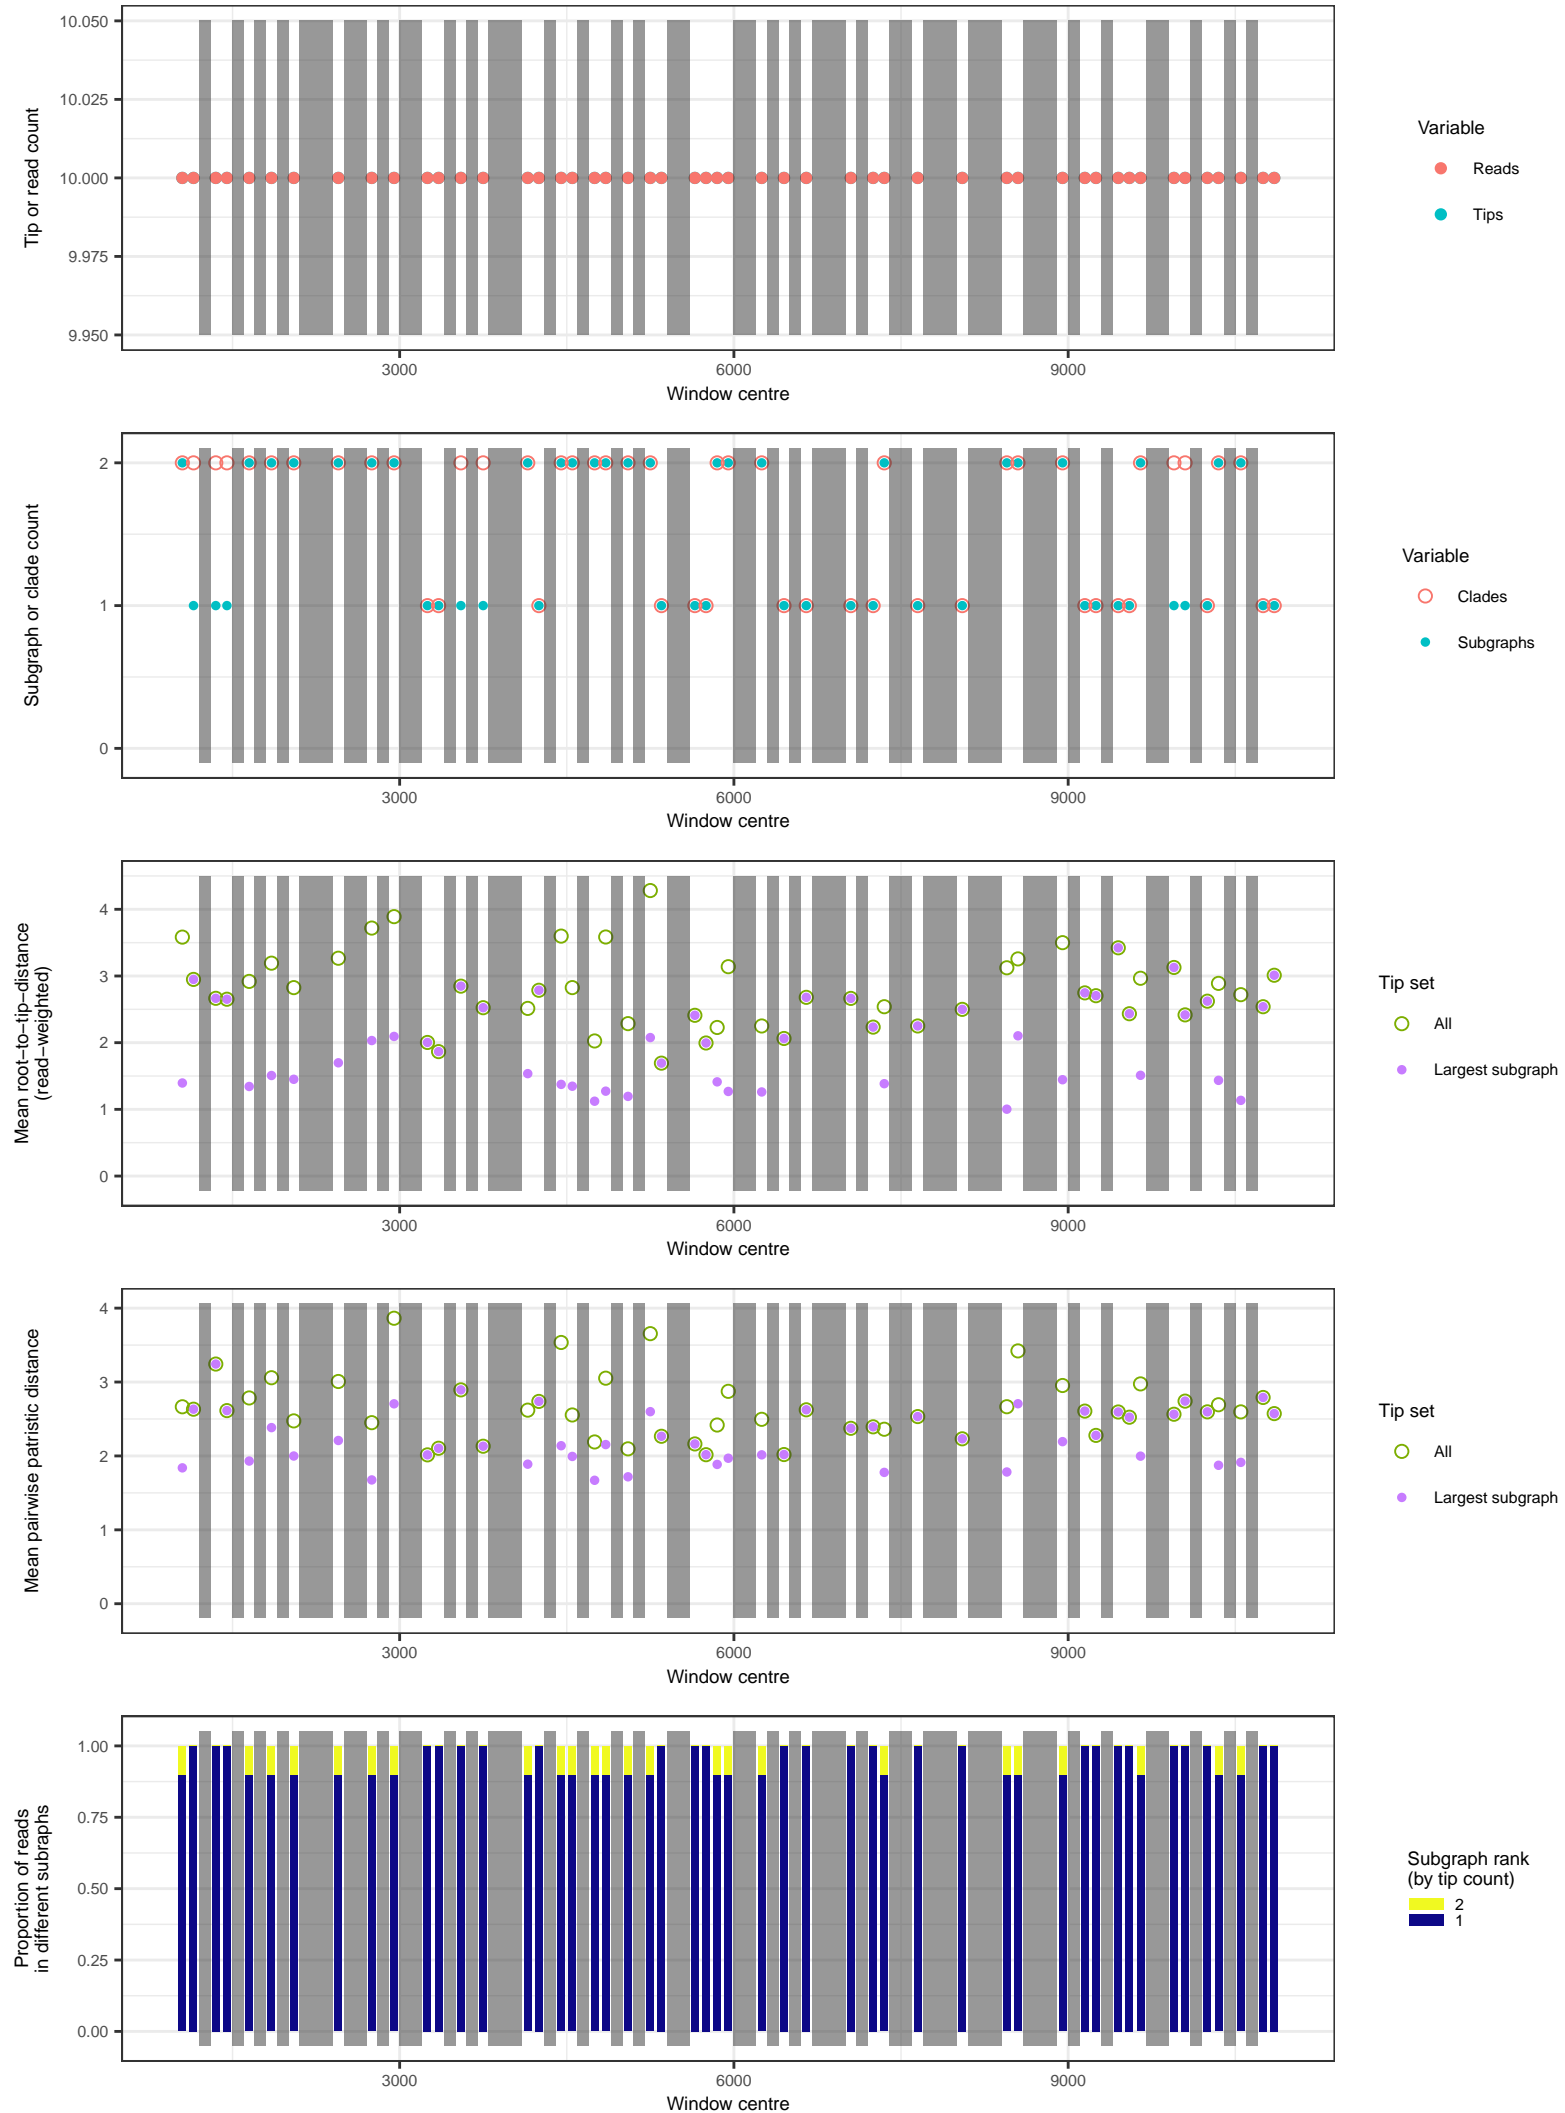 10.050
10.025
10.000
9.975
9.950
Tip or read count
3000
6000
9000
Window centre
Variable
Reads
Tips
2
1
0
Subgraph or clade count
3000
6000
9000
Window centre
Variable
Clades
Subgraphs
4
3
2
1
0
Mean root−to−tip−distance
(read−weighted)
3000
6000
9000
Window centre
Tip set
All
Largest subgraph
4
3
2
1
0
Mean pairwise patristic distance
3000
6000
9000
Window centre
Tip set
All
Largest subgraph
1.00
0.75
0.50
0.25
0.00
Proportion of reads
in different subraphs
3000
6000
9000
Window centre
Subgraph rank
(by tip count)
2
1